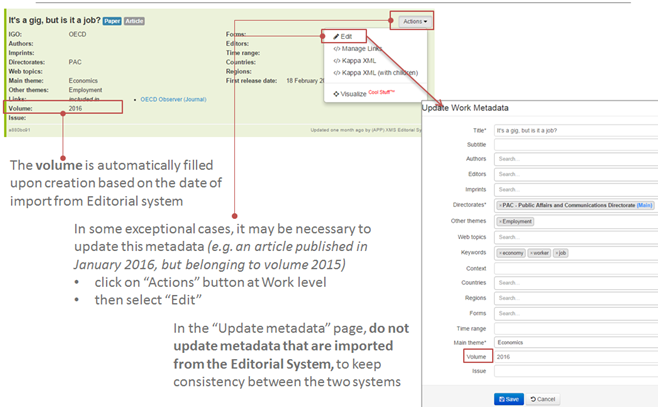 It's a gig, but is it a job? Paper Article
Actions
IGO: OECD
Authors:
Imprints:
Directorates: PAC
Web topics:
Main theme: Economics
Other themes: Employment
Links: included in
• OECD Observer (Journal)
Volume: 2016
Issue:
Forms:
Editors:
Time range:
Countries:
Regions:
First release date: 18 February 20
Updated one month ago by (APP) XMS Editorial Sy
Edit
</> Manage Links
</> Kappa XML
</> Kappa XML (with children)
Visualize Cool Stuff™
The volume is automatically filled
upon creation based on the date of
import from Editorial system
In some exceptional cases, it may be necessary to
update this metadata (e.g. an article published in
January 2016, but belonging to volume 2015)
• click on “Actions” button at Work level
• then select “Edit”
In the “Update metadata” page, do not
update metadata that are imported
from the Editorial System, to keep
consistency between the two systems
Update Work Metadata
Title* It's a gig, but is it a job?
Subtitle
Authors Search...
Editors Search...
Imprints Search...
Directorates* × PAC - Public Affairs and Communications Directorate (Main)
Other themes × Employment
Web topics Search...
Keywords × economy × worker × job
Context
Countries Search...
Regions Search...
Forms Search...
Time range
Main theme* Economics
Volume 2016
Issue
Save Cancel